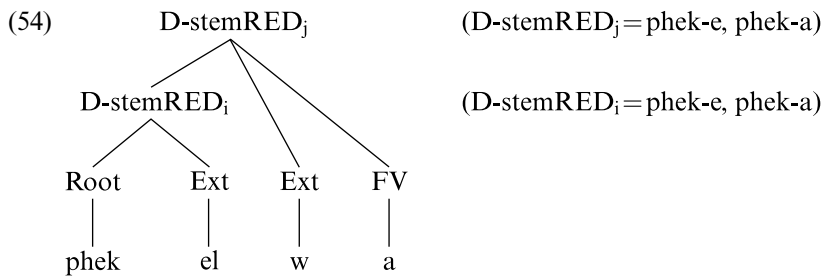 (54) D-stemREDj (D-stemREDj = phek-e, phek-a)
D-stemREDi (D-stemREDi = phek-e, phek-a)
Root Ext Ext FV
phek el w a